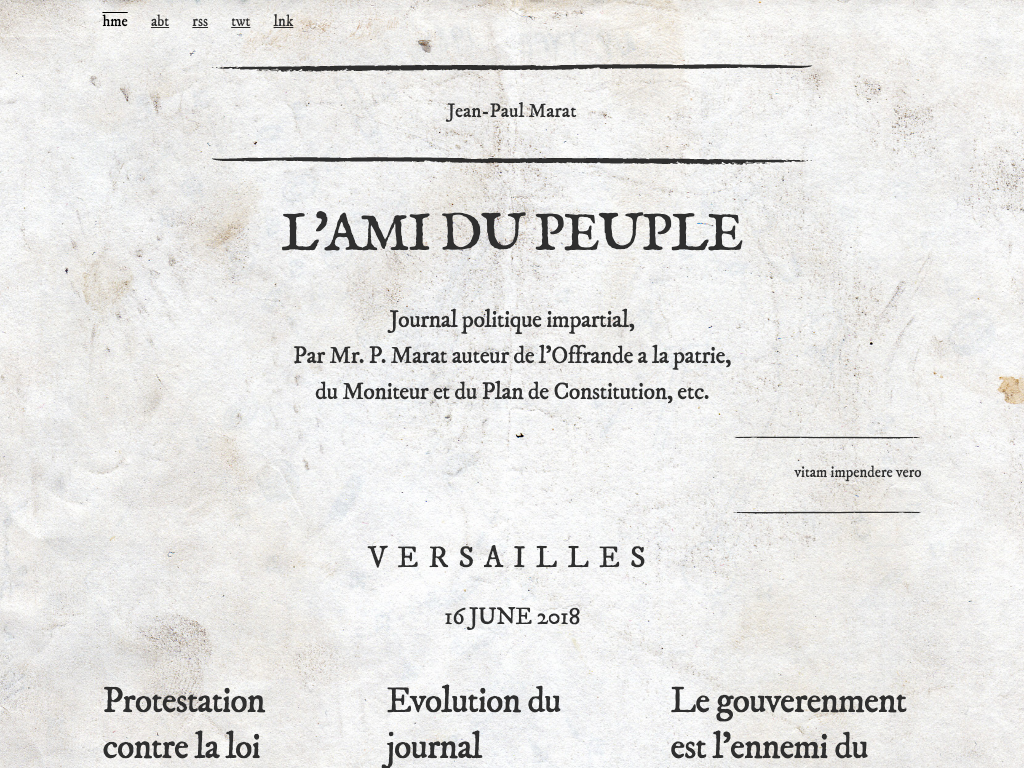 hme abt rss twt lnk
Jean-Paul Marat
L'AMI DU PEUPLE
Journal politique impartial,
Par Mr. P. Marat auteur de l'Offrande a la patrie,
du Moniteur et du Plan de Constitution, etc.
vitam impendere vero
VERSAILLES
16 JUNE 2018
Protestation
contre la loi
Evolution du
journal
Le gouverenment
est l'ennemi du